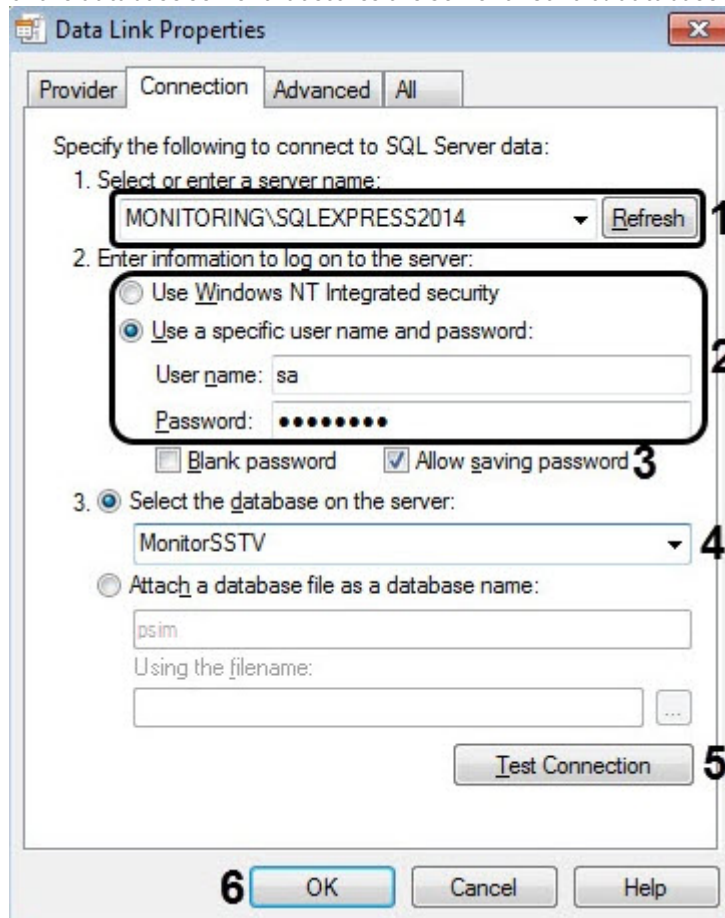 Data Link Properties
Provider Connection Advanced All
Specify the following to connect to SQL Server data:
1. Select or enter a server name:
MONITORING\SQLEXPRESS2014 Refresh 1
2. Enter information to log on to the server:
Use Windows NT Integrated security
Use a specific user name and password:
2
User name: sa
Password: ••••••••
Blank password Allow saving password 3
3. Select the database on the server:
MonitorSSTV 4
Attach a database file as a database name:
psim
Using the filename:
...
Test Connection 5
6 OK Cancel Help